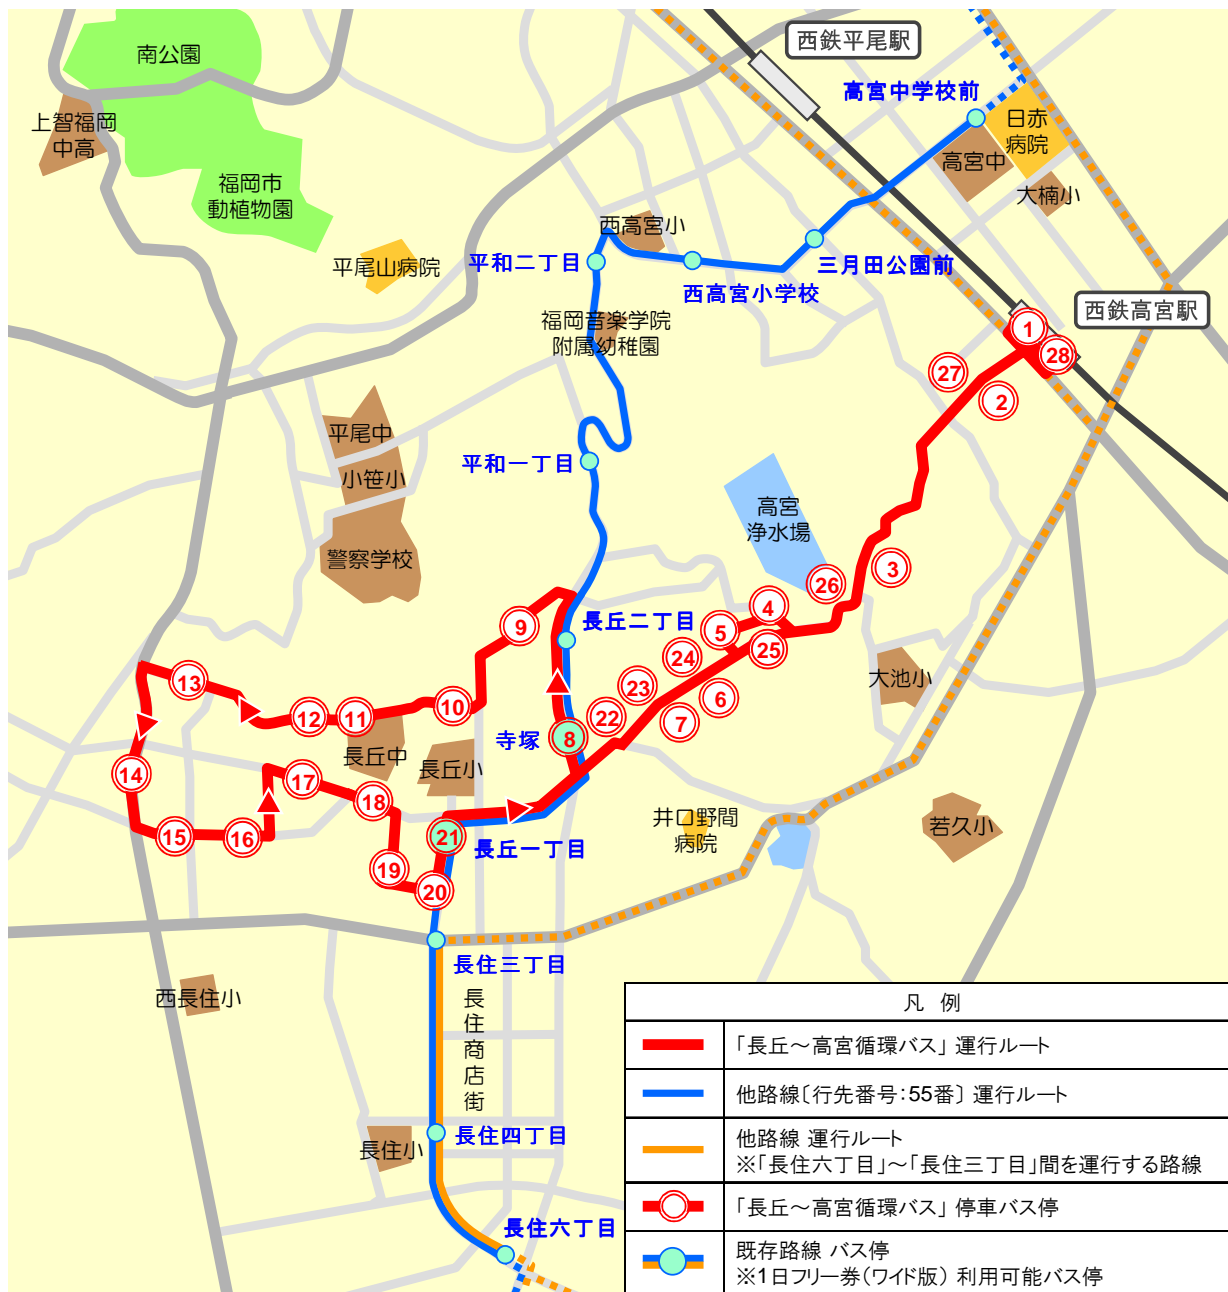 西鉄平尾駅
南公園
高宮中学校前
上智福岡
中高
日赤
病院
高宮中
福岡市
動植物園
大楠小
西高宮小
平尾山病院
平和二丁目
三月田公園前
西高宮小学校
西鉄高宮駅
福岡音楽学院
附属幼稚園
1
28
27
2
平尾中
平和一丁目
小笹小
高宮
浄水場
警察学校
3
26
4
9
長丘二丁目
5
25
24
大池小
13
23
6
10
12
11
22
7
寺塚
8
長丘中
長丘小
14
17
18
井口野間
病院
若久小
15
16
21
長丘一丁目
19
20
長住三丁目
西長住小
長住商店街
長住四丁目
長住小
長住六丁目
凡 例
「長丘～高宮循環バス」 運行ルート
他路線〔行先番号：55番〕 運行ルート
他路線 運行ルート
※「長住六丁目」～「長住三丁目」間を運行する路線
「長丘～高宮循環バス」 停車バス停
既存路線 バス停
※1日フリー券（ワイド版） 利用可能バス停